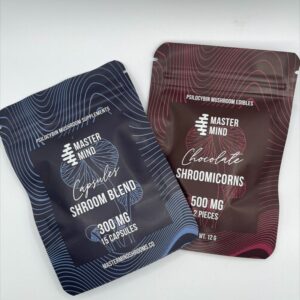 PSILOCYBIN MUSHROOM SUPPLEMENTS
MASTER
MIND
Capsules
SHROOM BLEND
300 MG
15 CAPSULES
MASTERMINDSHROOMS.CO
PSILOCYBIN MUSHROOM EDIBLES
MASTER
MIND
Chocolate
SHROOMICORNS
500 MG
2 PIECES
WT. 12 G